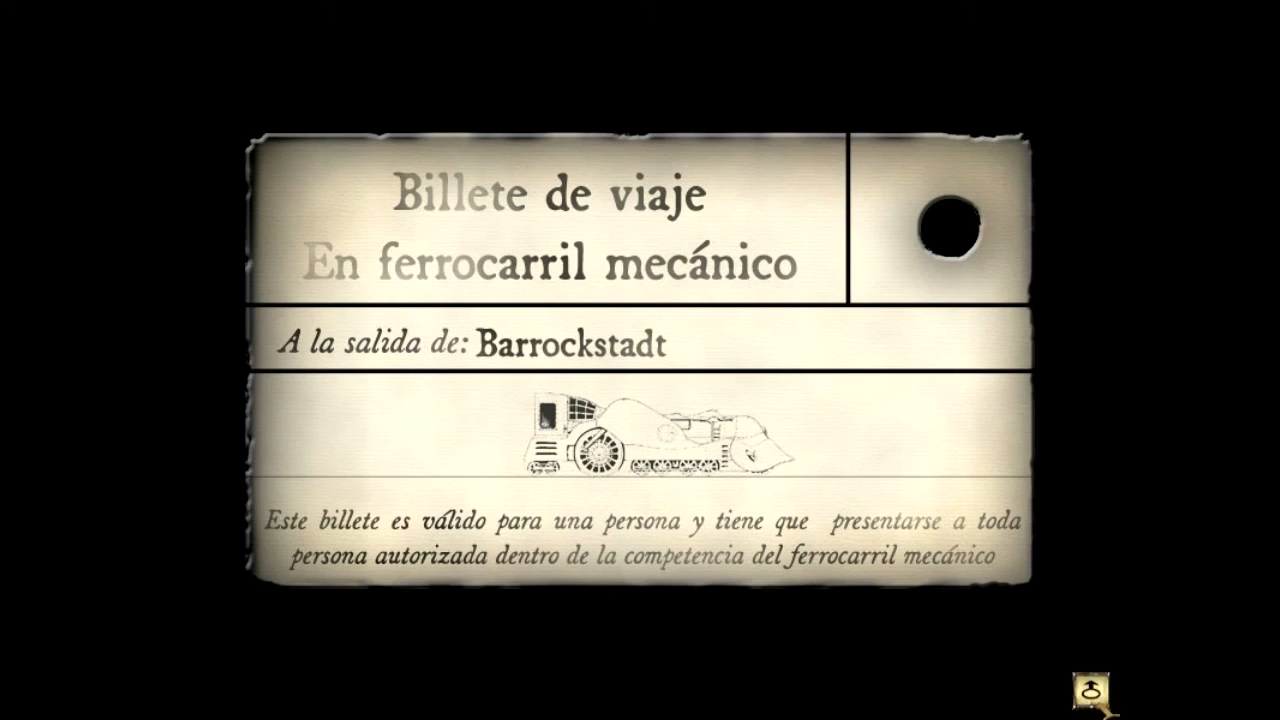 Billete de viaje
En ferrocarril mecánico
A la salida de: Barrockstadt
Este billete es válido para una persona y tiene que presentarse a toda
persona autorizada dentro de la competencia del ferrocarril mecánico